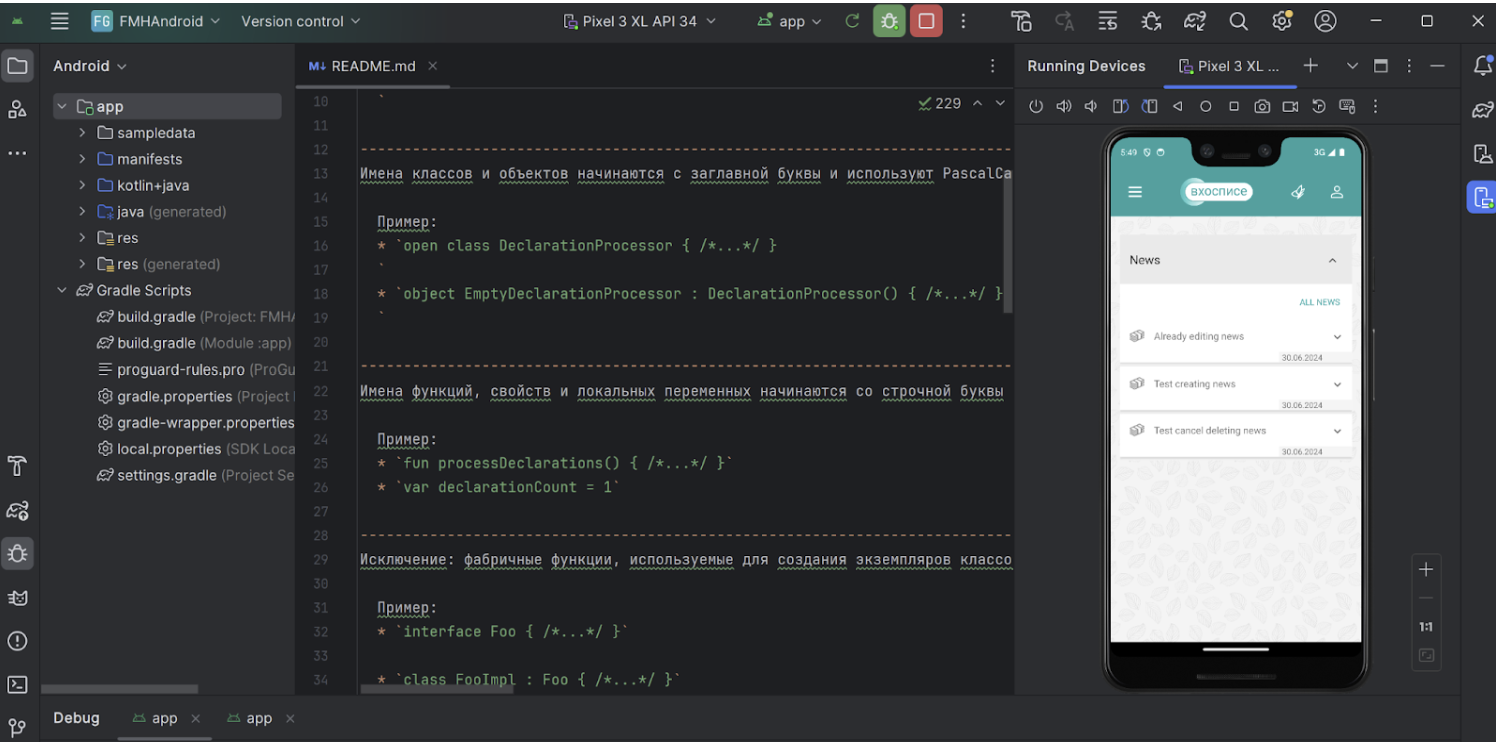 FG FMHAndroid Version control Pixel 3 XL API 34 app
Android
app
sampledata
manifests
kotlin+java
java (generated)
res
res (generated)
Gradle Scripts
build.gradle (Project: FMHA
build.gradle (Module :app)
proguard-rules.pro (ProGu
gradle.properties (Project
gradle-wrapper.properties
local.properties (SDK Loca
settings.gradle (Project Se
M↓ README.md
229
10 `
11
12 ---------------------------------------------------------------------------
13 Имена классов и объектов начинаются с заглавной буквы и используют PascalCa
14
15 Пример:
16 * `open class DeclarationProcessor { /*...*/ }
17 `
18 * `object EmptyDeclarationProcessor : DeclarationProcessor() { /*...*/ }
19 `
20
21 ---------------------------------------------------------------------------
22 Имена функций, свойств и локальных переменных начинаются со строчной буквы
23
24 Пример:
25 * `fun processDeclarations() { /*...*/ }`
26 * `var declarationCount = 1`
27
28 ---------------------------------------------------------------------------
29 Исключение: фабричные функции, используемые для создания экземпляров классо
30
31 Пример:
32 * `interface Foo { /*...*/ }`
33
34 * `class FooImpl : Foo { /*...*/ }`
Running Devices Pixel 3 XL ...
5:49 3G
ВХОСПИСЕ
News
ALL NEWS
Already editing news
30.06.2024
Test creating news
30.06.2024
Test cancel deleting news
30.06.2024
1:1
Debug app app